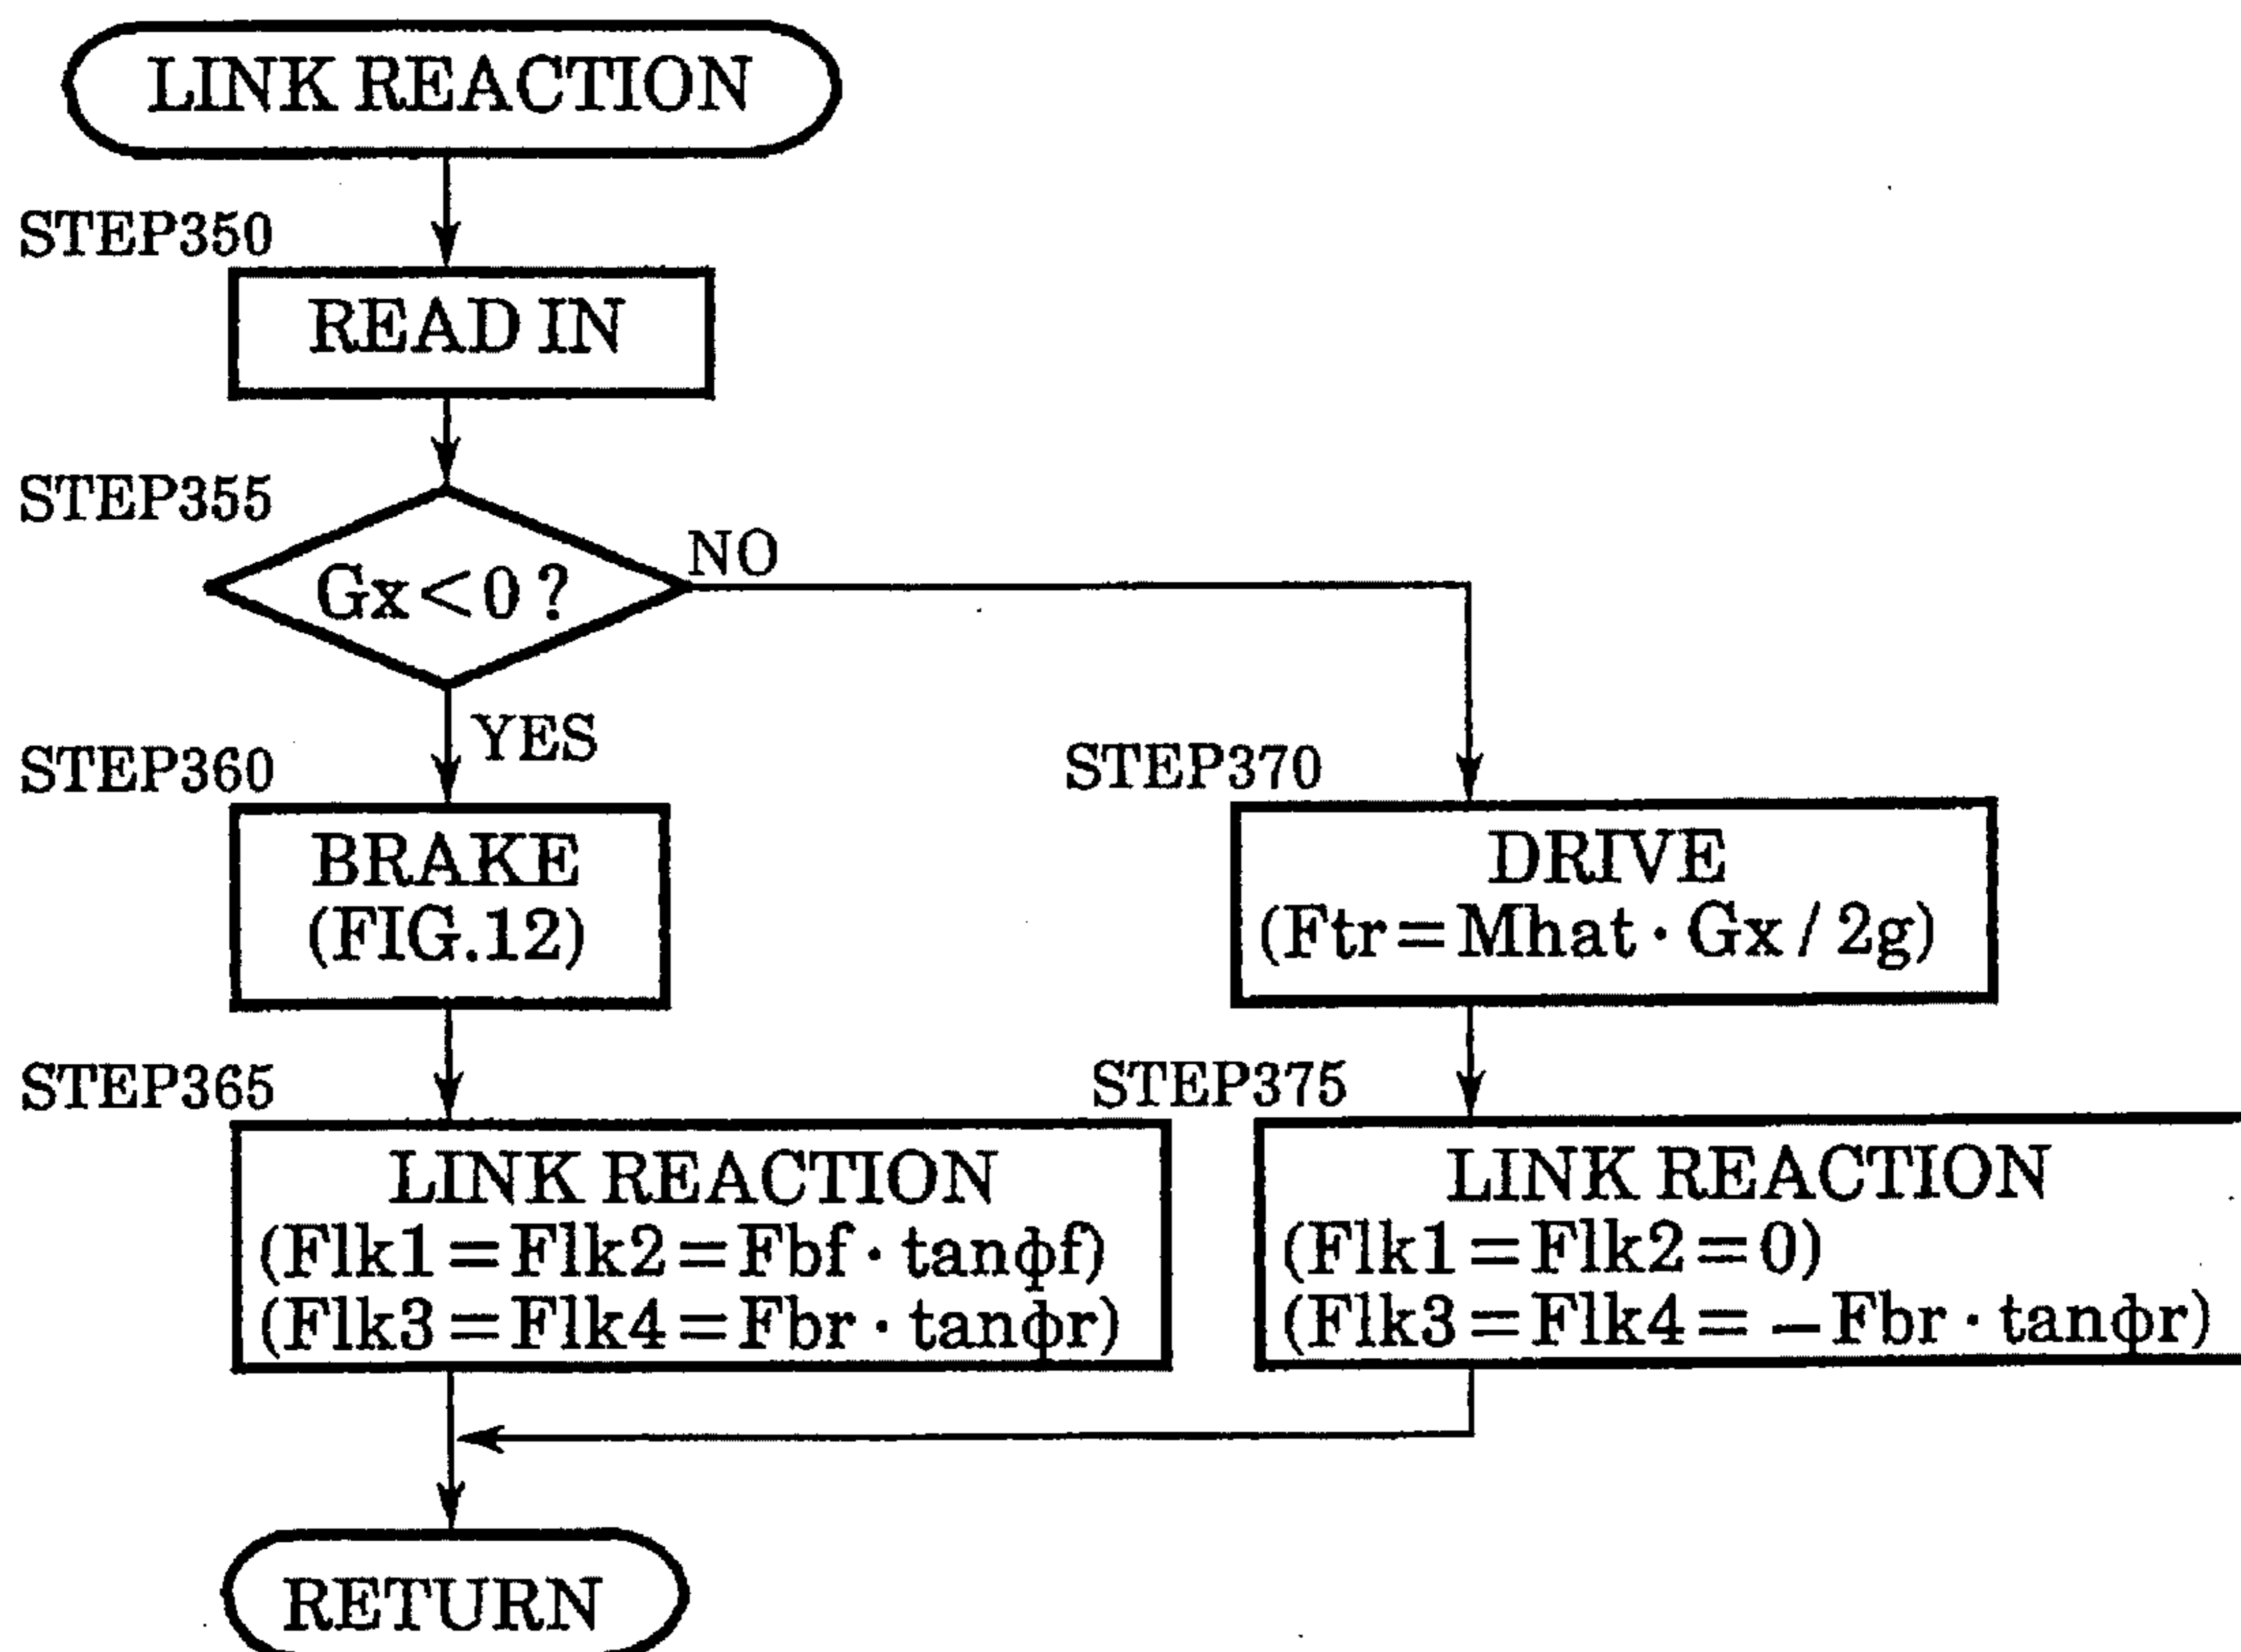 LINK REACTION
STEP350
READ IN
STEP355
Gx<0?
NO
YES
STEP360
BRAKE
(FIG.12)
STEP370
DRIVE
(Ftr=Mhat·Gx/2g)
STEP365
LINK REACTION
(Flk1=Flk2=Fbf·tanϕf)
(Flk3=Flk4=Fbr·tanϕr)
STEP375
LINK REACTION
(Flk1=Flk2=0)
(Flk3=Flk4=−Fbr·tanϕr)
RETURN